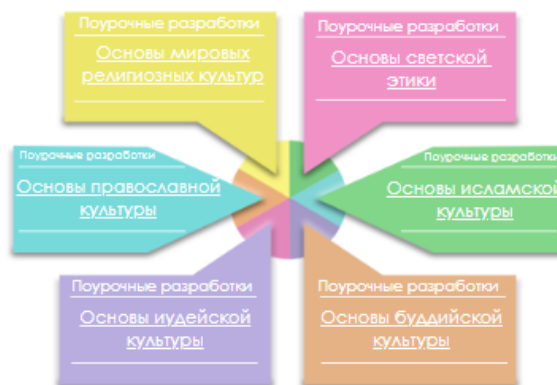 Поурочные разработки
Основы мировых
религиозных культур
Поурочные разработки
Основы светской
этики
Поурочные разработки
Основы православной
культуры
Поурочные разработки
Основы исламской
культуры
Поурочные разработки
Основы иудейской
культуры
Поурочные разработки
Основы буддийской
культуры